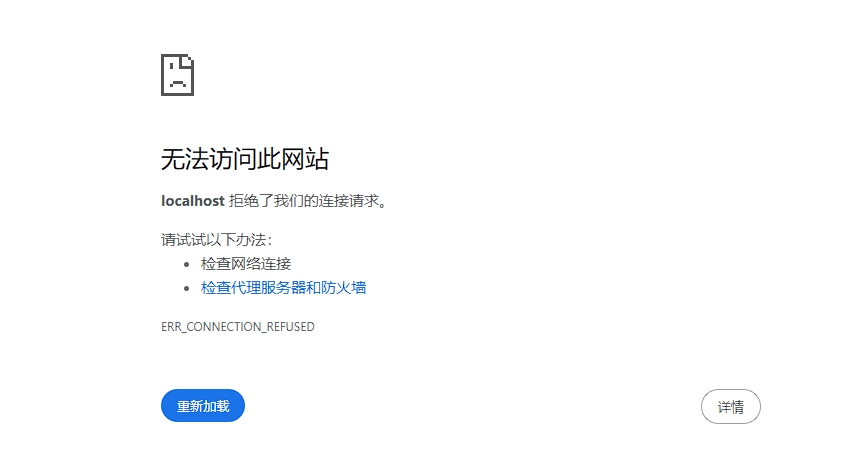 无法访问此网站
localhost 拒绝了我们的连接请求。
请试试以下办法：
检查网络连接
检查代理服务器和防火墙
ERR_CONNECTION_REFUSED
重新加载
详情